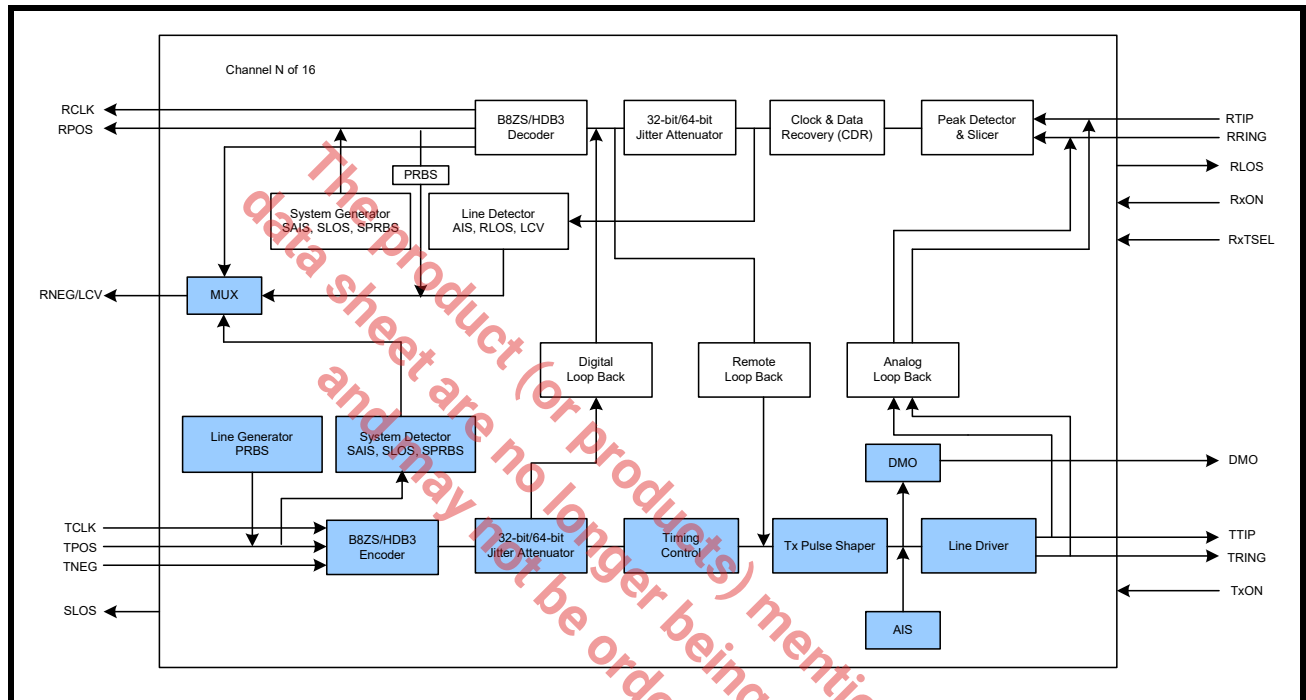 Channel N of 16
RCLK
RPOS
B8ZS/HDB3
Decoder
32-bit/64-bit
Jitter Attenuator
Clock & Data
Recovery (CDR)
Peak Detector
& Slicer
RTIP
RRING
RLOS
RxON
RxTSEL
PRBS
System Generator
SAIS, SLOS, SPRBS
Line Detector
AIS, RLOS, LCV
RNEG/LCV
MUX
Digital
Loop Back
Remote
Loop Back
Analog
Loop Back
Line Generator
PRBS
System Detector
SAIS, SLOS, SPRBS
DMO
DMO
TCLK
TPOS
TNEG
B8ZS/HDB3
Encoder
32-bit/64-bit
Jitter Attenuator
Timing
Control
Tx Pulse Shaper
Line Driver
TTIP
TRING
TxON
SLOS
AIS
The product (or products) mentio
data sheet are no longer being
and may not be orde